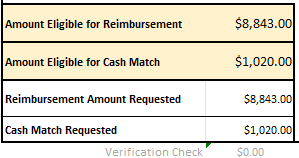 Amount Eligible for Reimbursement $8,843.00
Amount Eligible for Cash Match $1,020.00
Reimbursement Amount Requested $8,843.00
Cash Match Requested $1,020.00
Verification Check $0.00